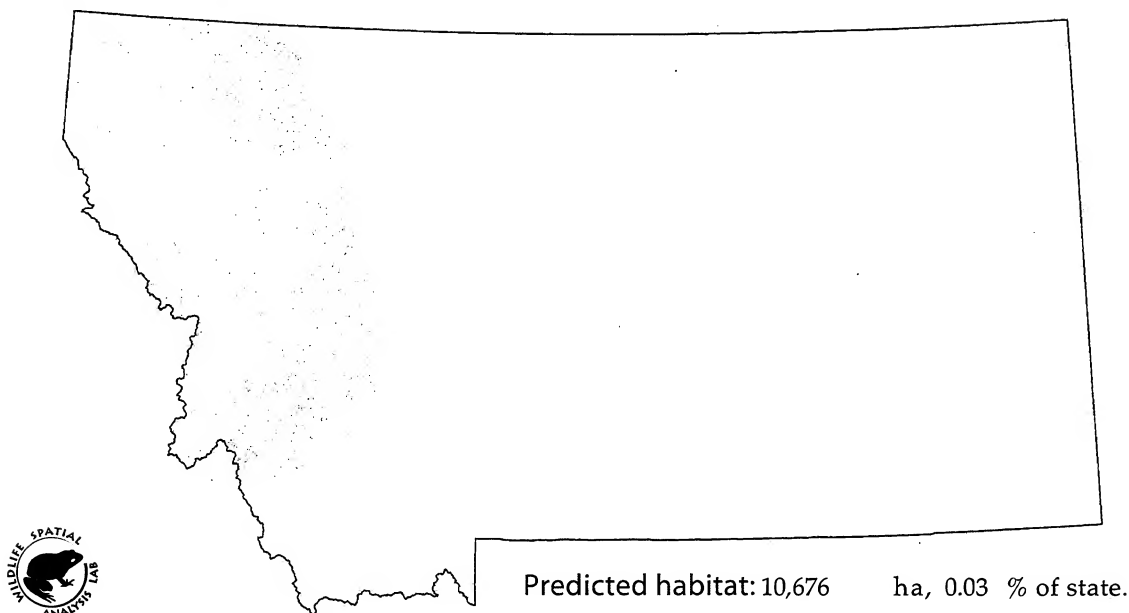 WILDLIFE SPATIAL ANALYSIS LAB
Predicted habitat: 10,676 ha, 0.03 % of state.